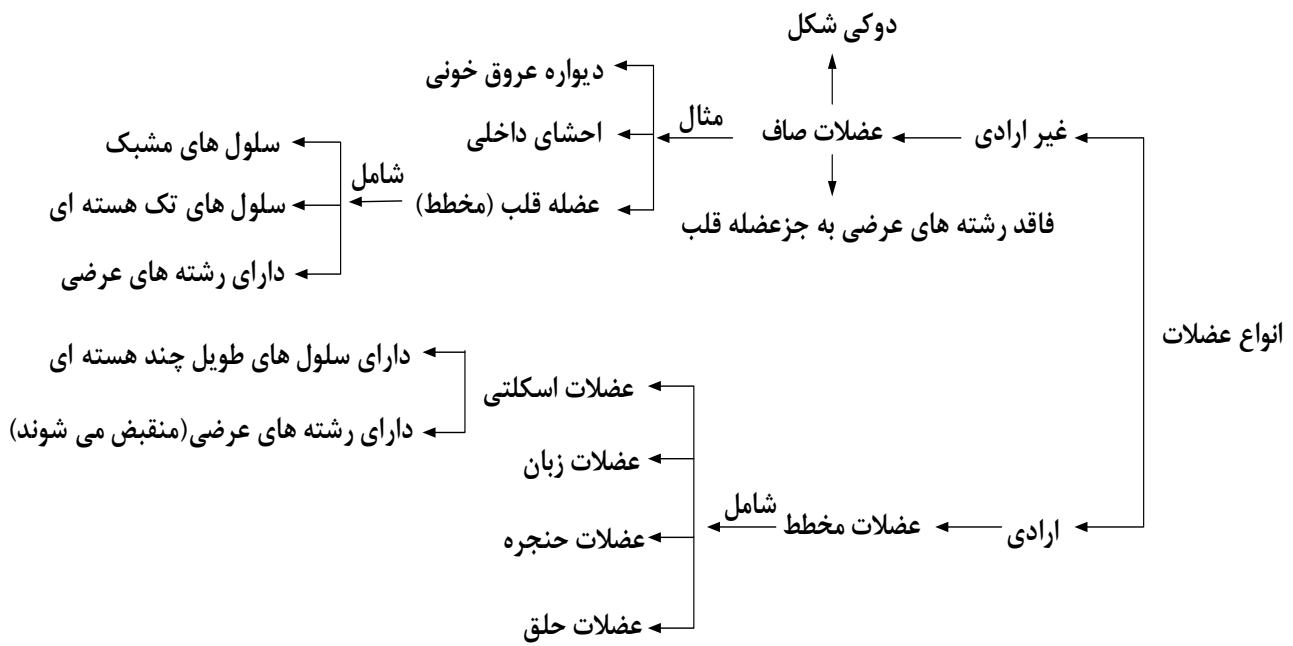 انواع عضلات
غیر ارادی
عضلات صاف
دوکی شکل
فاقد رشته های عرضی به جزعضله قلب
مثال
دیواره عروق خونی
احشای داخلی
عضله قلب (مخطط)
شامل
سلول های مشبک
سلول های تک هسته ای
دارای رشته های عرضی
ارادی
عضلات مخطط
شامل
عضلات اسکلتی
دارای سلول های طویل چند هسته ای
دارای رشته های عرضی(منقبض می شوند)
عضلات زبان
عضلات حنجره
عضلات حلق